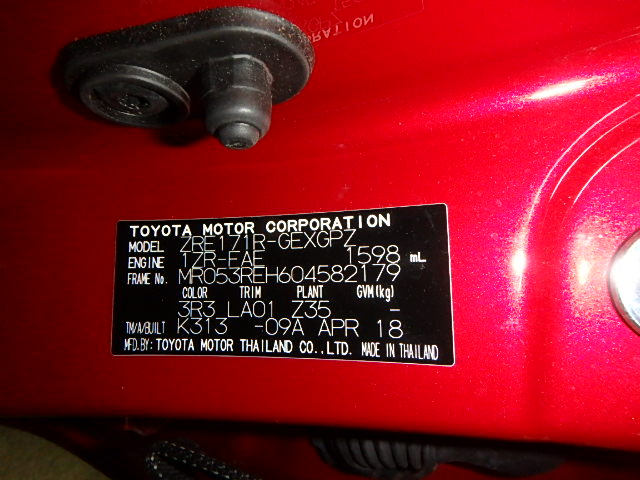 TOYOTA MOTOR CORPORATION
MODEL ZRE171R-GEXGPZ
ENGINE 1ZR-FAE 1598 mL
FRAME No. MR053REH604582179
COLOR TRIM PLANT GVM(kg)
3R3 LA01 Z35 -
TM/A/BUILT K313 -09A APR 18
MFD.BY: TOYOTA MOTOR THAILAND CO.,LTD. MADE IN THAILAND